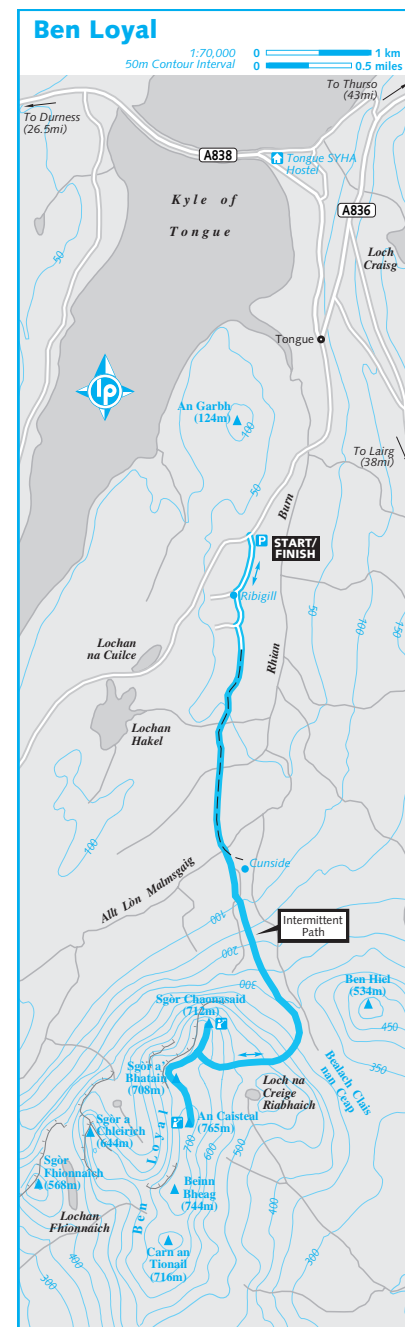 Ben Loyal
1:70,000
50m Contour Interval
0 1 km
0 0.5 miles
To Thurso
(43mi)
To Durness
(26.5mi)
A838
Tongue SYHA
Hostel
Kyle of
Tongue
A836
Loch
Craisg
50
Tongue
lp
An Garbh
(124m)
100
To Lairg
(38mi)
50
Burn
P
START/
FINISH
Ribigill
50
100
150
Lochan
na Cuilce
Rhian
Lochan
Hakel
100
Cunside
Allt Lòn Malmsgaig
100
Intermittent
Path
200
300
Ben Hiel
(534m)
Sgòr Chaonasaid
(712m)
450
350
Bealach Clais
nan Ceap
Sgòr a
Bhatain
(708m)
Loch na
Creige
Riabhaich
An Caisteal
(765m)
Sgòr a
Chleirich
(644m)
700
600
500
Ben Loyal
Sgòr
Fhionnaich
(568m)
Beinn
Bheag
(744m)
400
Lochan
Fhionnaich
Carn an
Tionail
(716m)
300
400
300